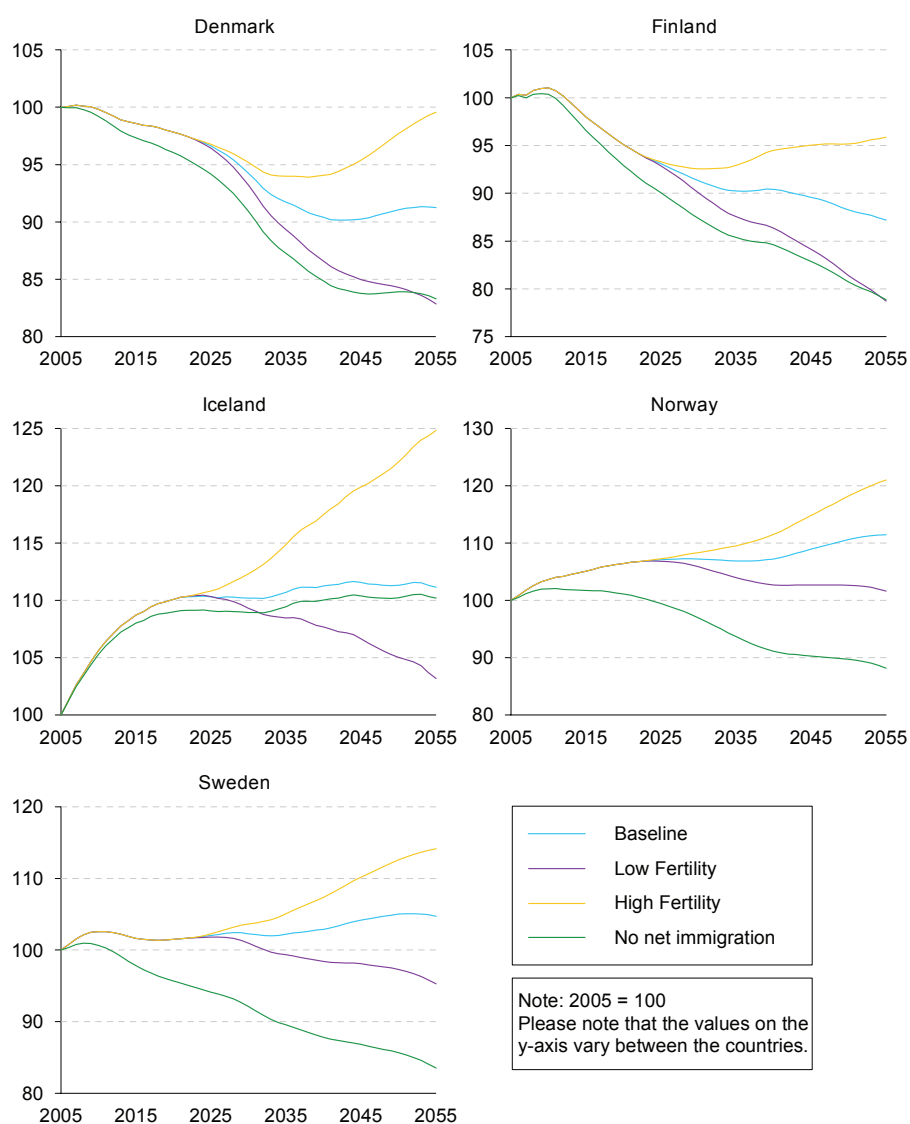 Denmark
105
100
95
90
85
80
2005 2015 2025 2035 2045 2055
Finland
105
100
95
90
85
80
75
2005 2015 2025 2035 2045 2055
Iceland
125
120
115
110
105
100
2005 2015 2025 2035 2045 2055
Norway
130
120
110
100
90
80
2005 2015 2025 2035 2045 2055
Sweden
120
110
100
90
80
2005 2015 2025 2035 2045 2055
Baseline
Low Fertility
High Fertility
No net immigration
Note: 2005 = 100
Please note that the values on the
y-axis vary between the countries.